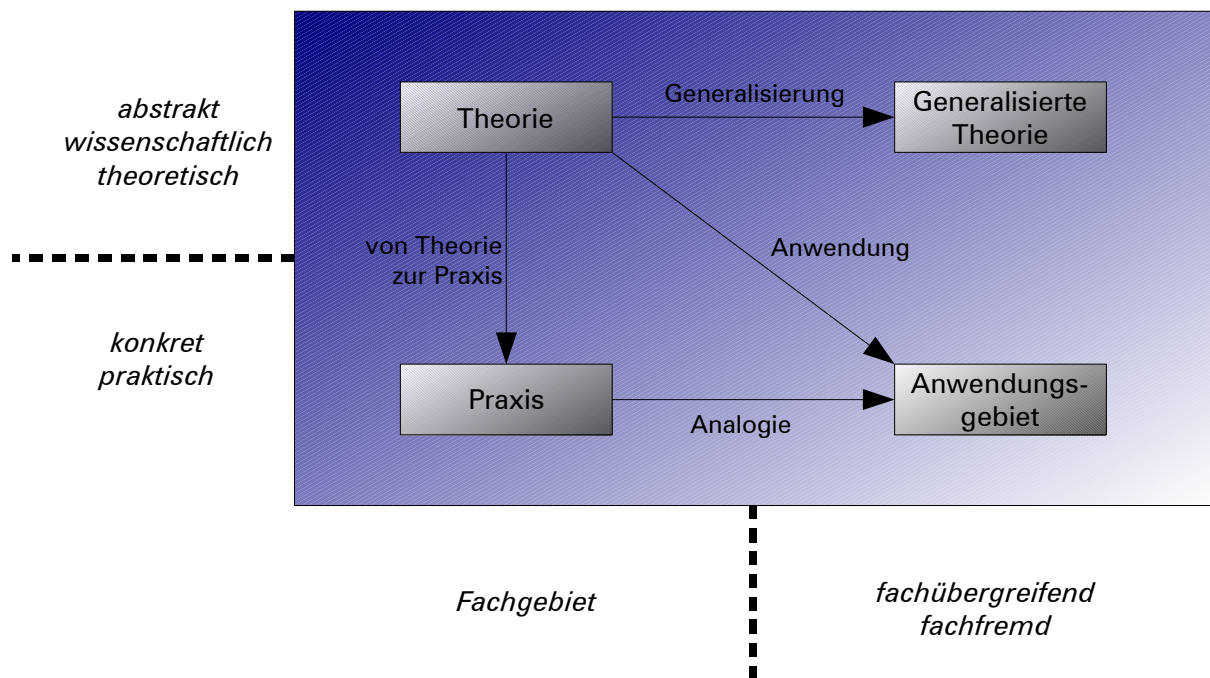 abstrakt
wissenschaftlich
theoretisch
Theorie
Generalisierung
Generalisierte
Theorie
von Theorie
zur Praxis
Anwendung
konkret
praktisch
Praxis
Analogie
Anwendungs-
gebiet
Fachgebiet
fachübergreifend
fachfremd